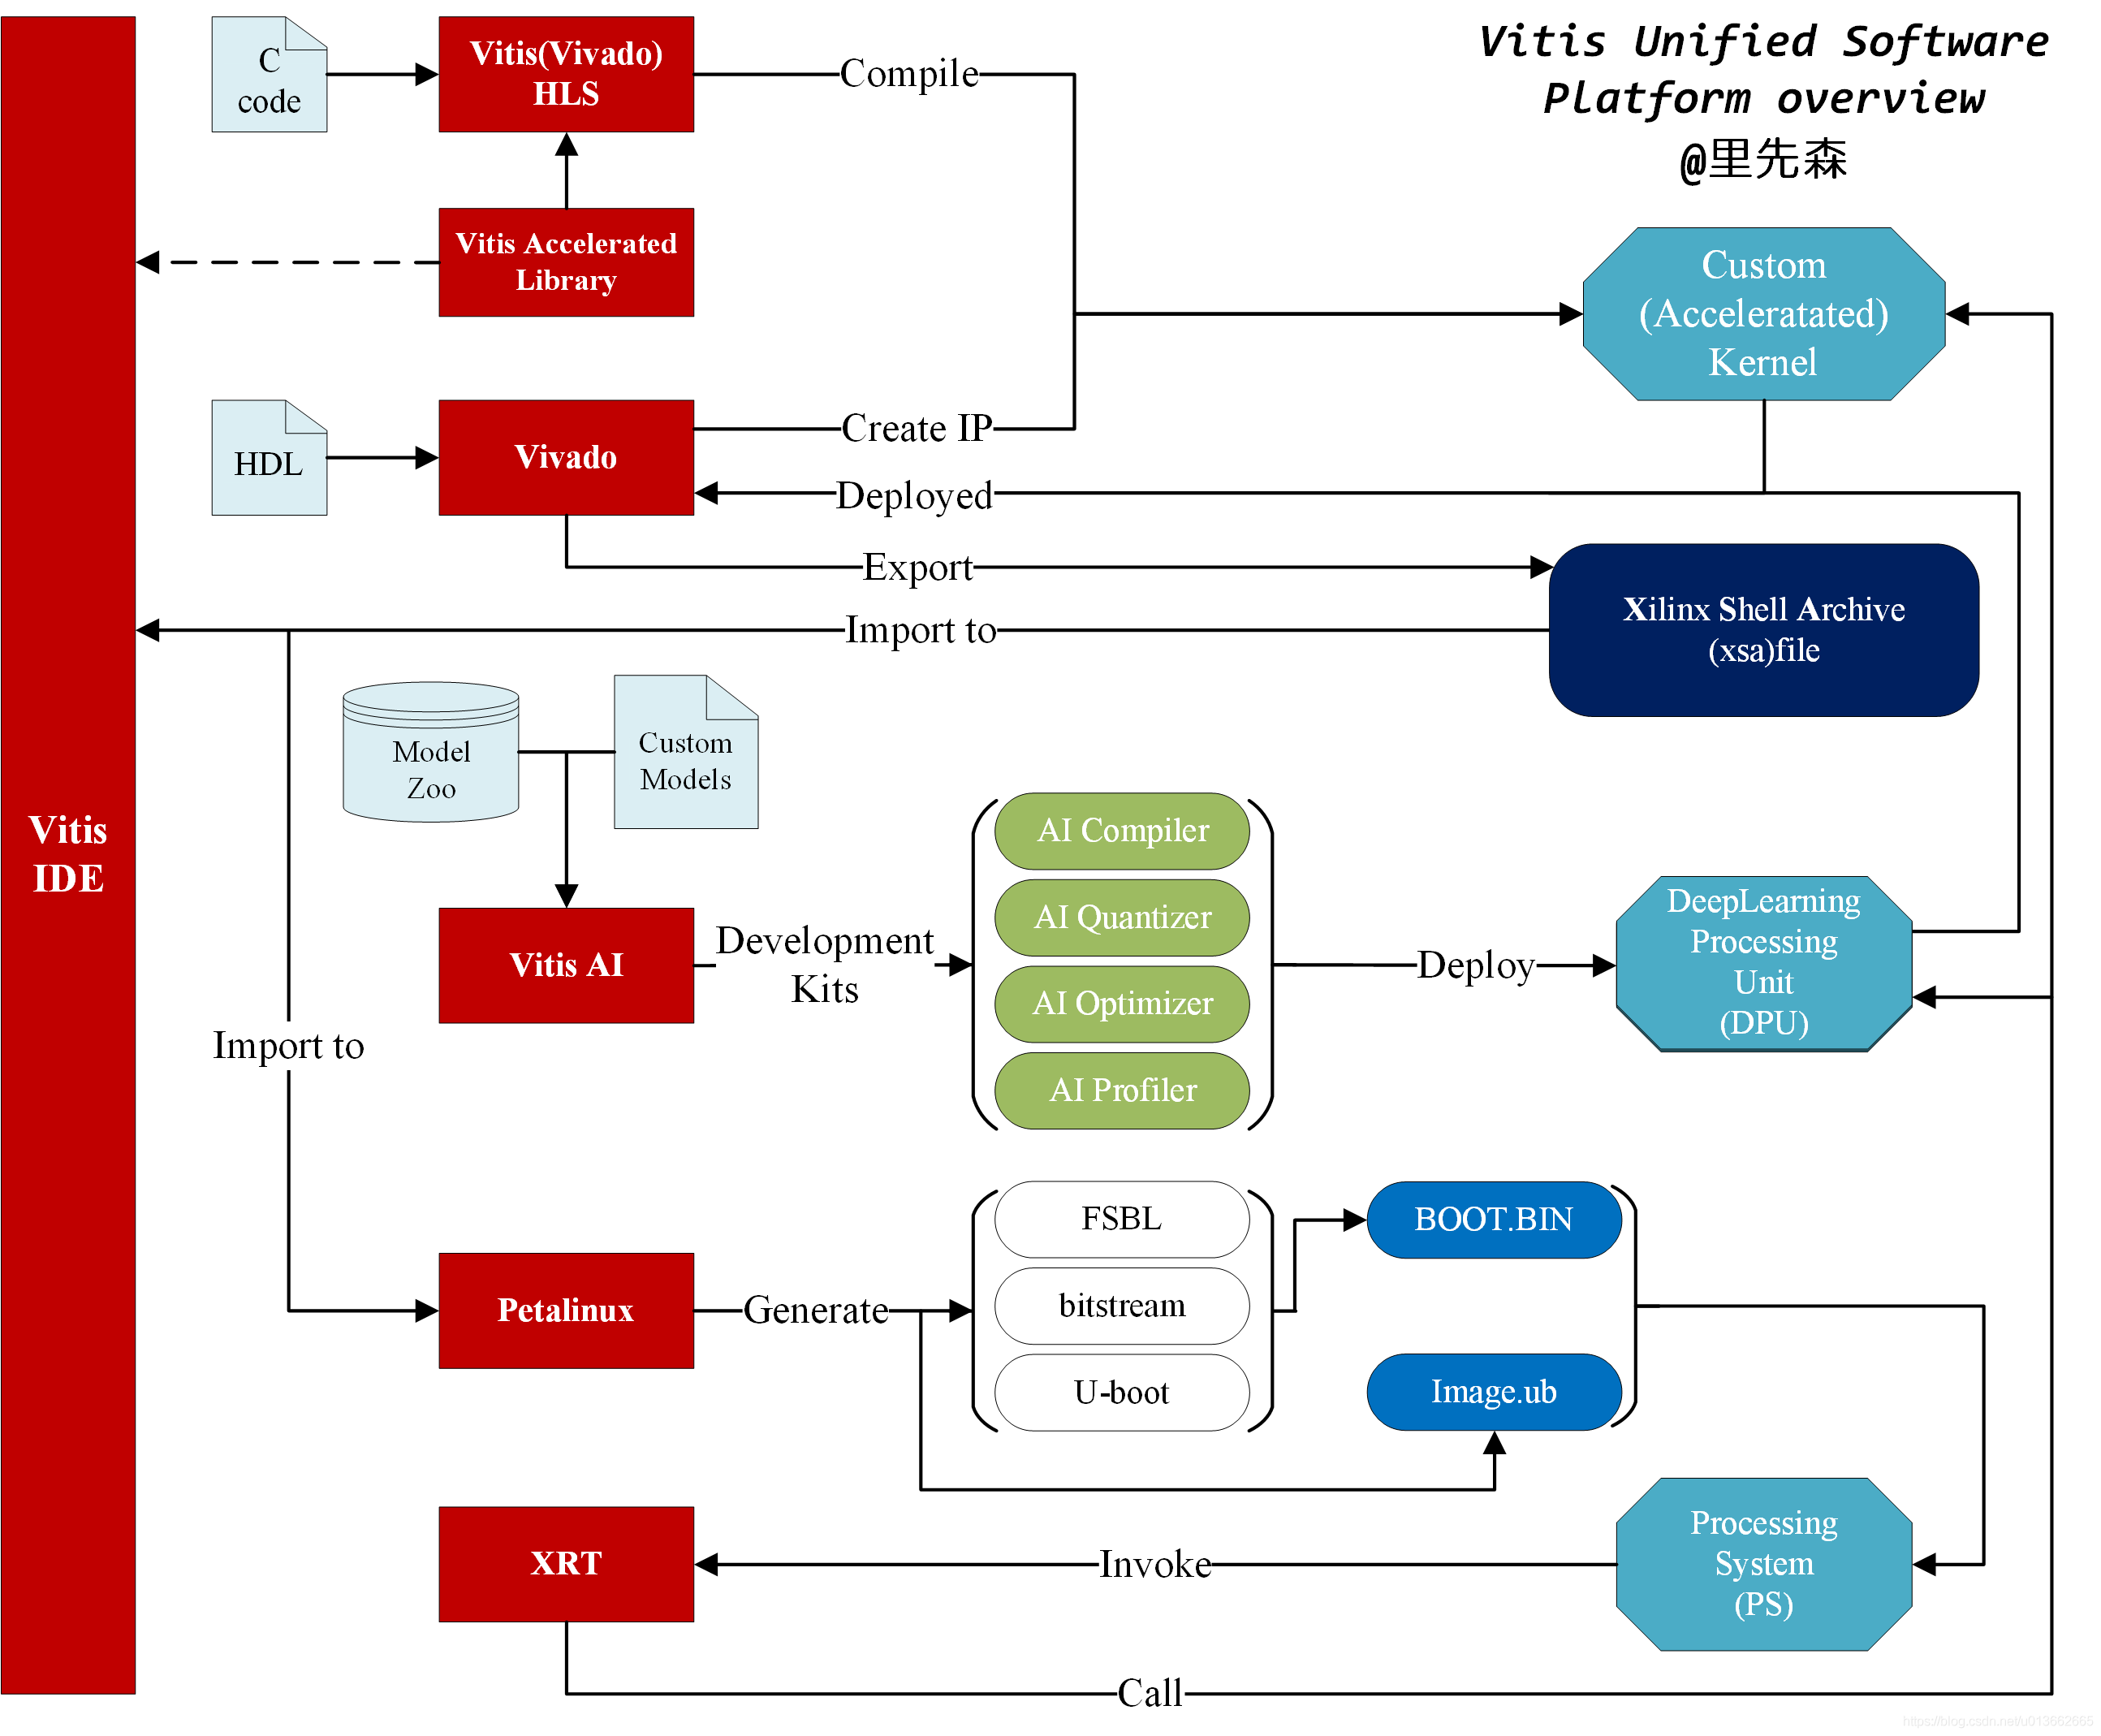 Vitis Unified Software
Platform overview
@里先森
C
code
Vitis(Vivado)
HLS
Compile
Vitis Accelerated
Library
Custom
(Acceleratated)
Kernel
HDL
Vivado
Create IP
Deployed
Export
Xilinx Shell Archive
(xsa)file
Import to
Model
Zoo
Custom
Models
Vitis
IDE
AI Compiler
AI Quantizer
AI Optimizer
AI Profiler
Vitis AI
Development
Kits
Deploy
DeepLearning
Processing
Unit
(DPU)
Import to
FSBL
bitstream
U-boot
BOOT.BIN
Image.ub
Petalinux
Generate
XRT
Invoke
Processing
System
(PS)
Call
https://blog.csdn.net/u013662665